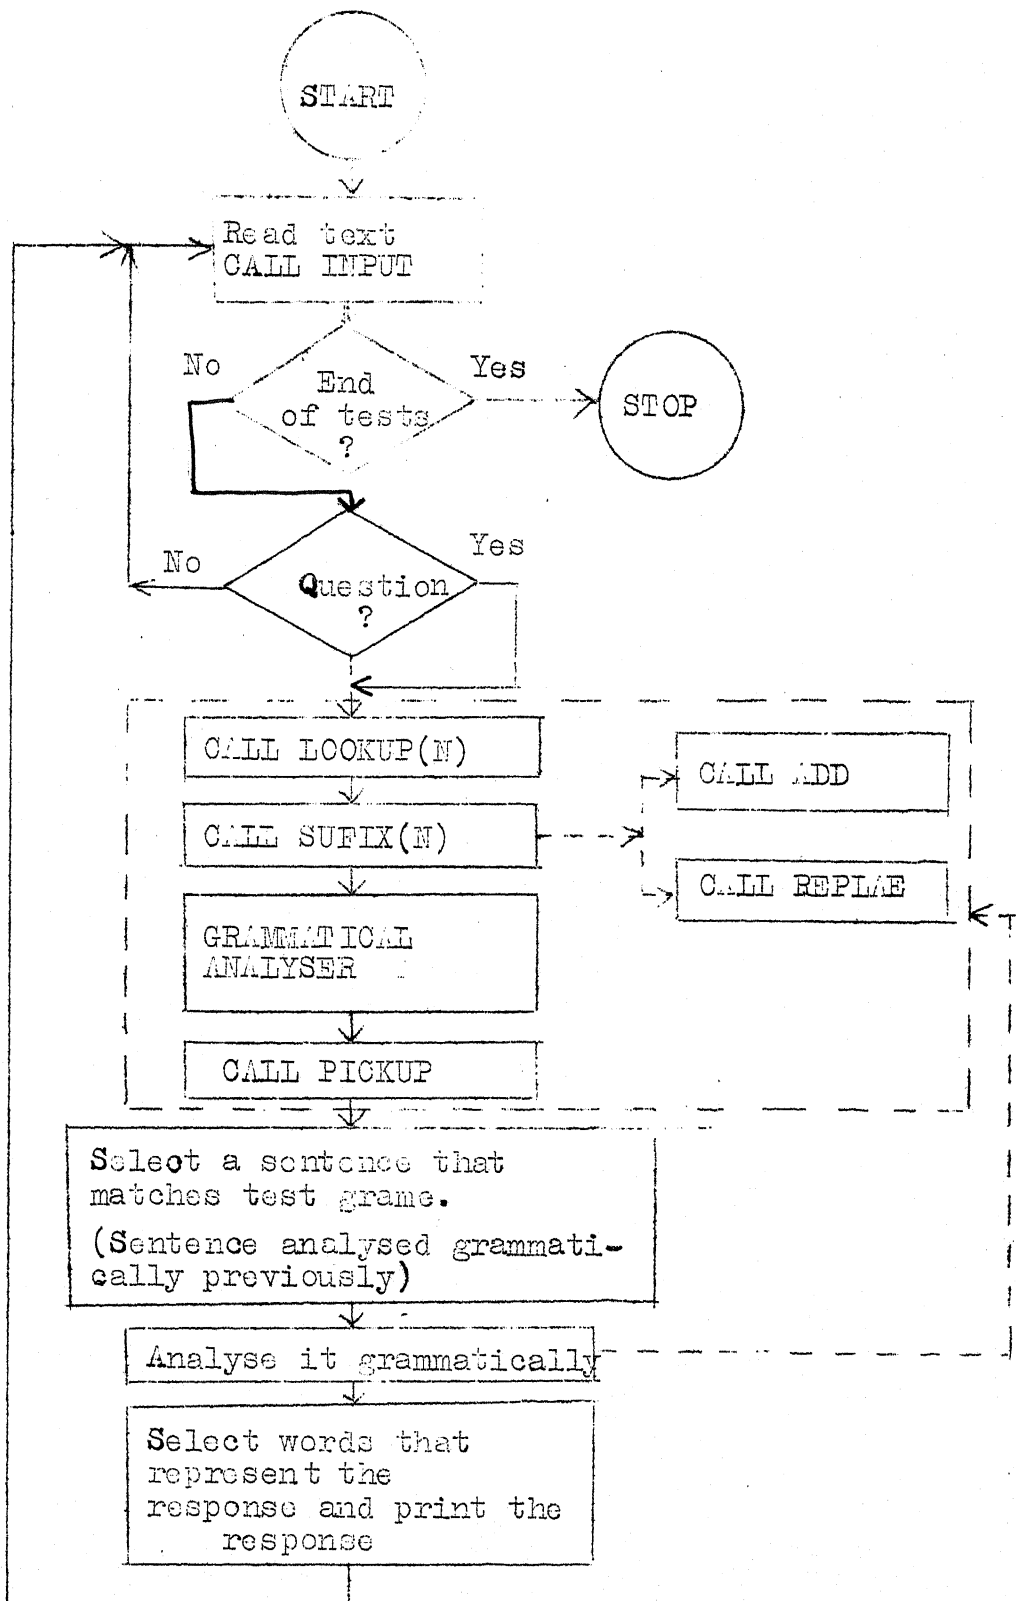 START
Read text
CALL INPUT
No
Yes
End
of tests
?
STOP
No
Yes
Question
?
CALL LOOKUP(N)
CALL ADD
CALL SUFIX(N)
CALL REPLAE
GRAMMATICAL
ANALYSER
CALL PICKUP
Select a sentence that
matches test grame.
(Sentence analysed grammati-
cally previously)
Analyse it grammatically
Select words that
represent the
response and print the
response